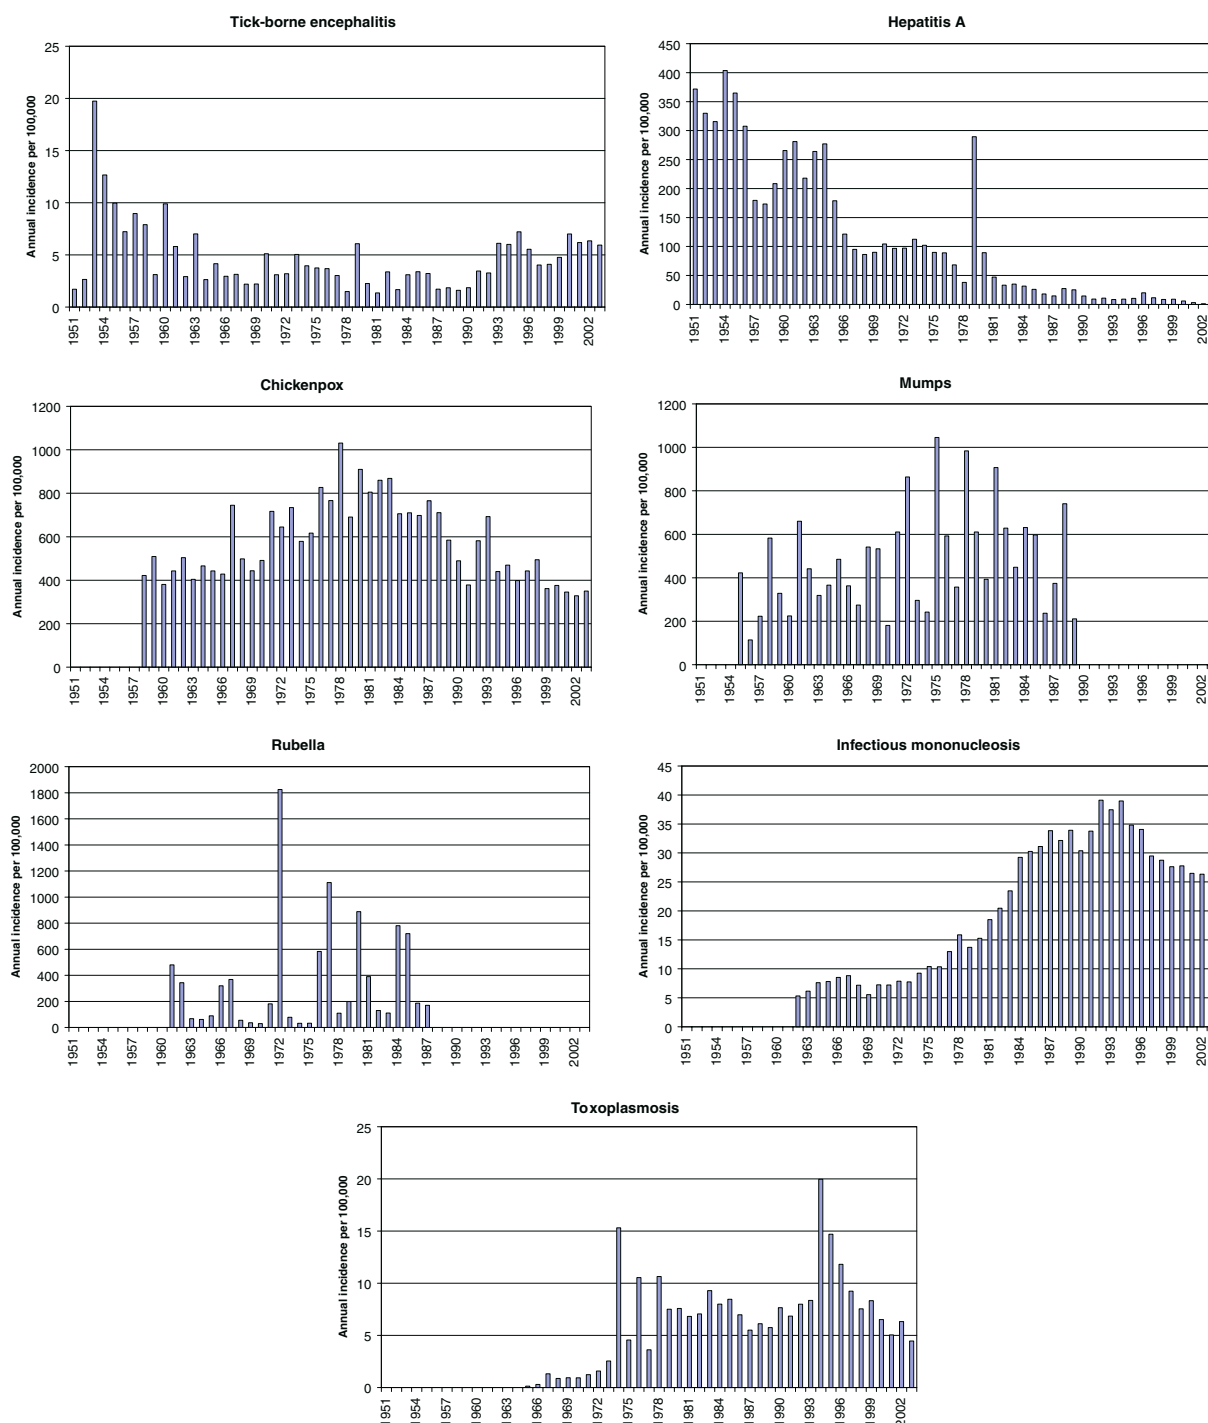 Tick-borne encephalitis
Annual incidence per 100,000
25
20
15
10
5
0
1951 1954 1957 1960 1963 1966 1969 1972 1975 1978 1981 1984 1987 1990 1993 1996 1999 2002
Hepatitis A
Annual incidence per 100,000
450
400
350
300
250
200
150
100
50
0
1951 1954 1957 1960 1963 1966 1969 1972 1975 1978 1981 1984 1987 1990 1993 1996 1999 2002
Chickenpox
Annual incidence per 100,000
1200
1000
800
600
400
200
0
1951 1954 1957 1960 1963 1966 1969 1972 1975 1978 1981 1984 1987 1990 1993 1996 1999 2002
Mumps
Annual incidence per 100,000
1200
1000
800
600
400
200
0
1951 1954 1957 1960 1963 1966 1969 1972 1975 1978 1981 1984 1987 1990 1993 1996 1999 2002
Rubella
Annual incidence per 100,000
2000
1800
1600
1400
1200
1000
800
600
400
200
0
1951 1954 1957 1960 1963 1966 1969 1972 1975 1978 1981 1984 1987 1990 1993 1996 1999 2002
Infectious mononucleosis
Annual incidence per 100,000
45
40
35
30
25
20
15
10
5
0
1951 1954 1957 1960 1963 1966 1969 1972 1975 1978 1981 1984 1987 1990 1993 1996 1999 2002
Toxoplasmosis
Annual incidence per 100,000
25
20
15
10
5
0
1951 1954 1957 1960 1963 1966 1969 1972 1975 1978 1981 1984 1987 1990 1993 1996 1999 2002